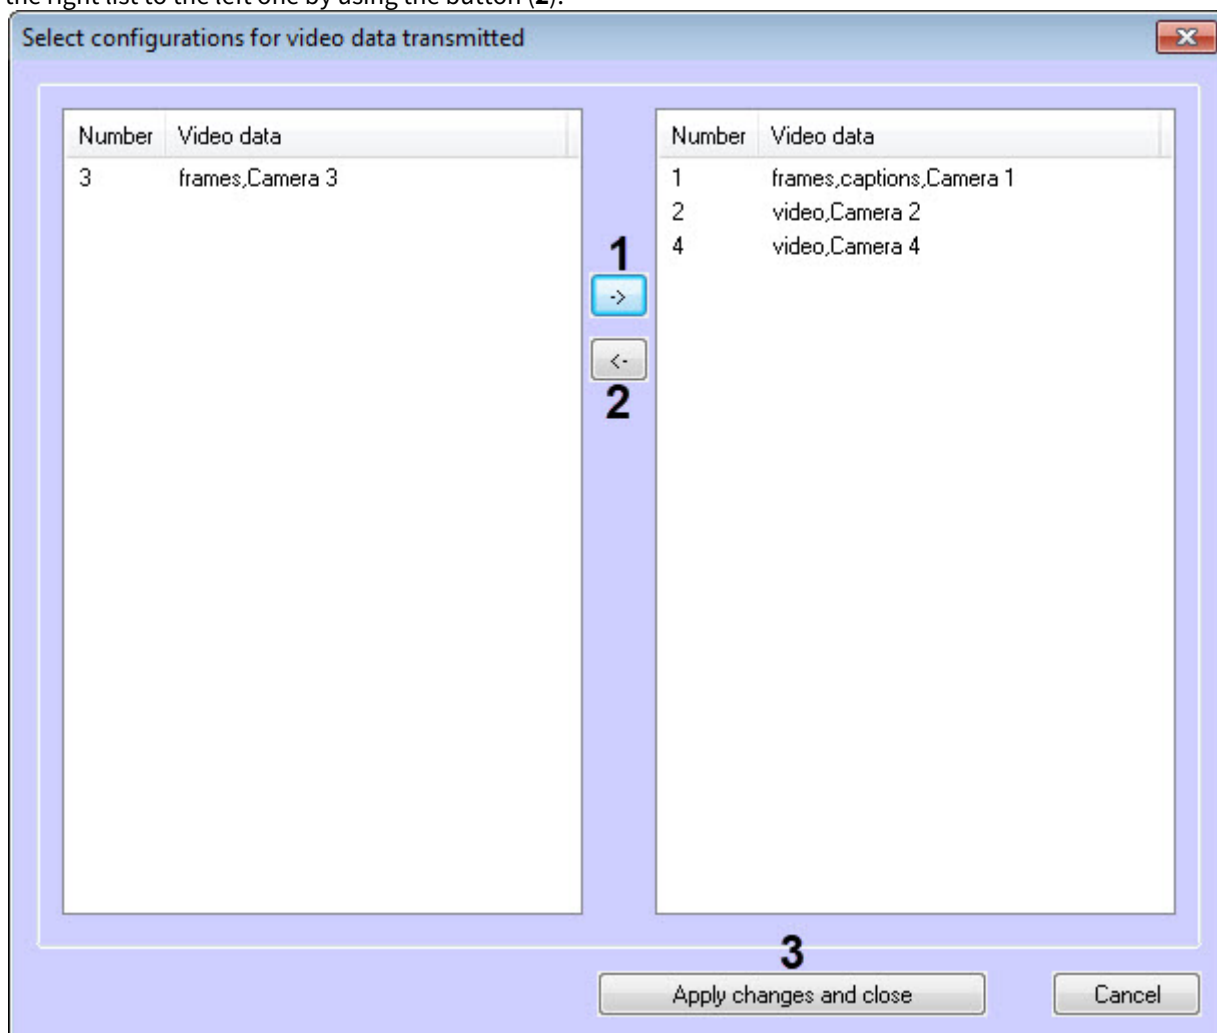 the right list to the left one by using the button (2).
Select configurations for video data transmitted
Number Video data
3 frames,Camera 3
1
->
<-
2
Number Video data
1 frames,captions,Camera 1
2 video,Camera 2
4 video,Camera 4
3
Apply changes and close
Cancel